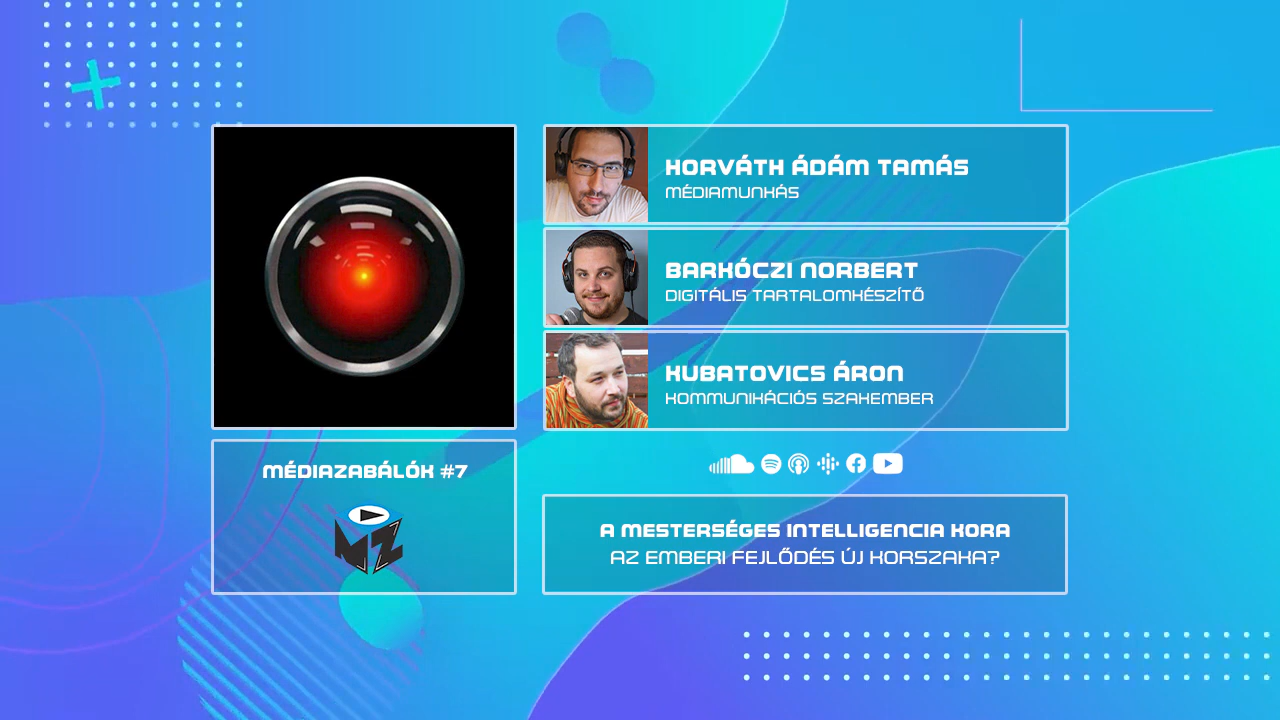 HORVÁTH ÁDÁM TAMÁS
MÉDIAMUNKÁS
BARKÓCZI NORBERT
DIGITÁLIS TARTALOMKÉSZÍTŐ
KUBATOVICS ÁRON
KOMMUNIKÁCIÓS SZAKEMBER
MÉDIAZABÁLÓK #7
MZ
A MESTERSÉGES INTELLIGENCIA KORA
AZ EMBERI FEJLŐDÉS ÚJ KORSZAKA?